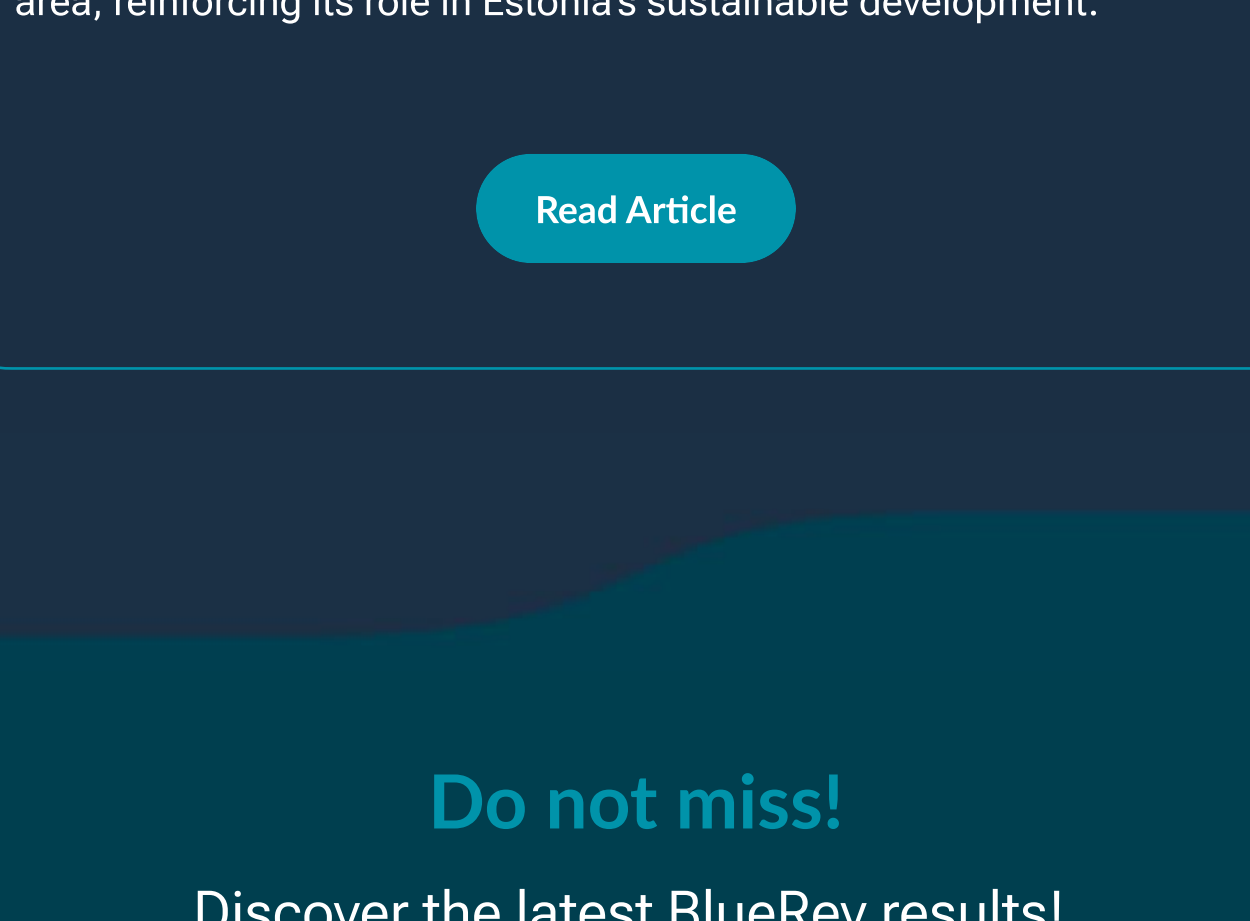 area, reinforcing its role in Estonia's sustainable development.
Read Article
Do not miss!
Discover the latest BlueRev results!